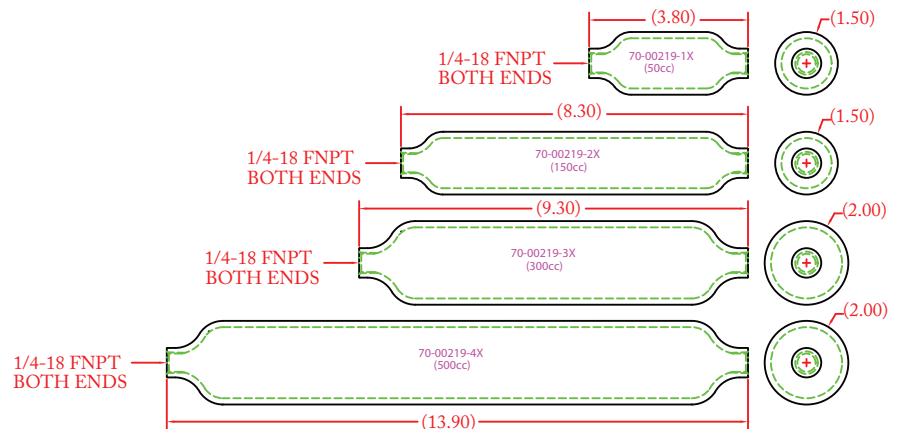 (3.80)
(1.50)
1/4-18 FNPT
BOTH ENDS
70-00219-1X
(50cc)
(8.30)
(1.50)
1/4-18 FNPT
BOTH ENDS
70-00219-2X
(150cc)
(9.30)
(2.00)
1/4-18 FNPT
BOTH ENDS
70-00219-3X
(300cc)
(2.00)
1/4-18 FNPT
BOTH ENDS
70-00219-4X
(500cc)
(13.90)